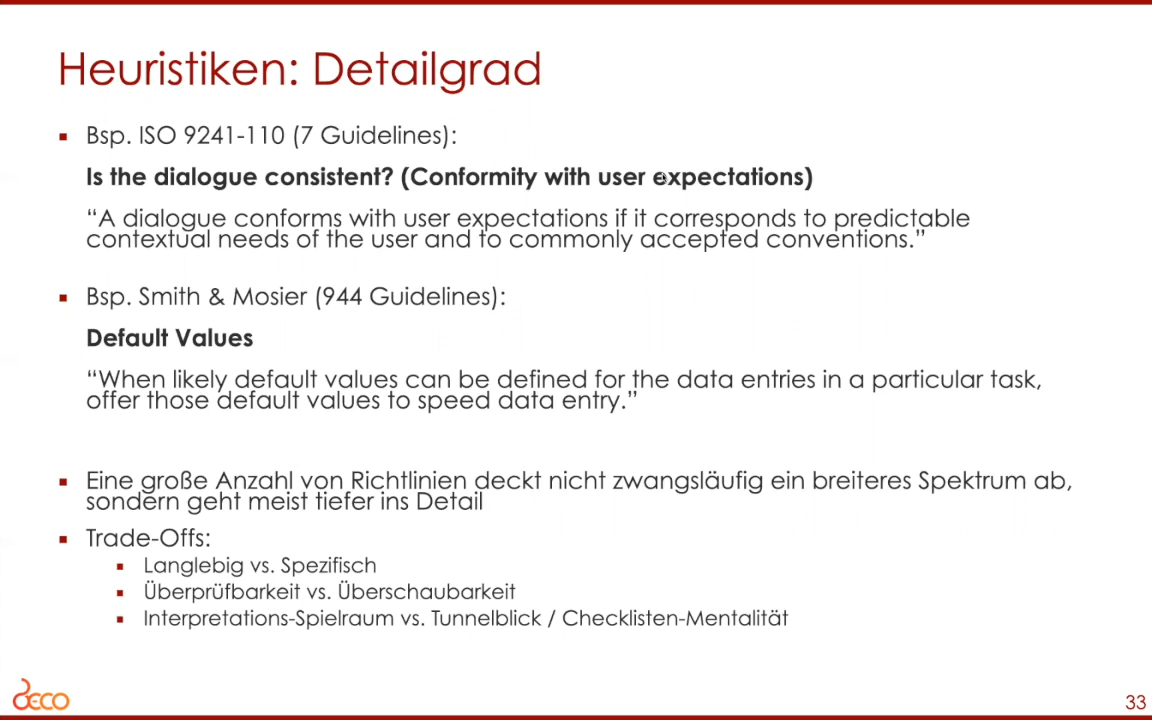 Heuristiken: Detailgrad
Bsp. ISO 9241-110 (7 Guidelines):
Is the dialogue consistent? (Conformity with user expectations)
“A dialogue conforms with user expectations if it corresponds to predictable
contextual needs of the user and to commonly accepted conventions.”
Bsp. Smith & Mosier (944 Guidelines):
Default Values
“When likely default values can be defined for the data entries in a particular task,
offer those default values to speed data entry.”
Eine große Anzahl von Richtlinien deckt nicht zwangsläufig ein breiteres Spektrum ab,
sondern geht meist tiefer ins Detail
Trade-Offs:
Langlebig vs. Spezifisch
Überprüfbarkeit vs. Überschaubarkeit
Interpretations-Spielraum vs. Tunnelblick / Checklisten-Mentalität
DECO
33